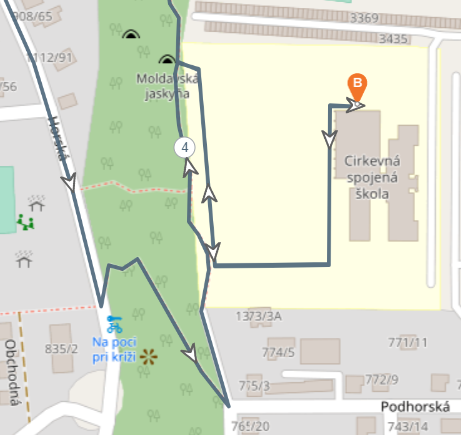 908/65
3369
B
3435
1112/91
Moldavská
jaskyňa
/56
Horská
4
Cirkevná
spojená
škola
1373/3A
Na poci
pri kríži
835/2
774/5
771/11
Obchodná
775/3
772/9
Podhorská
765/20
743/14